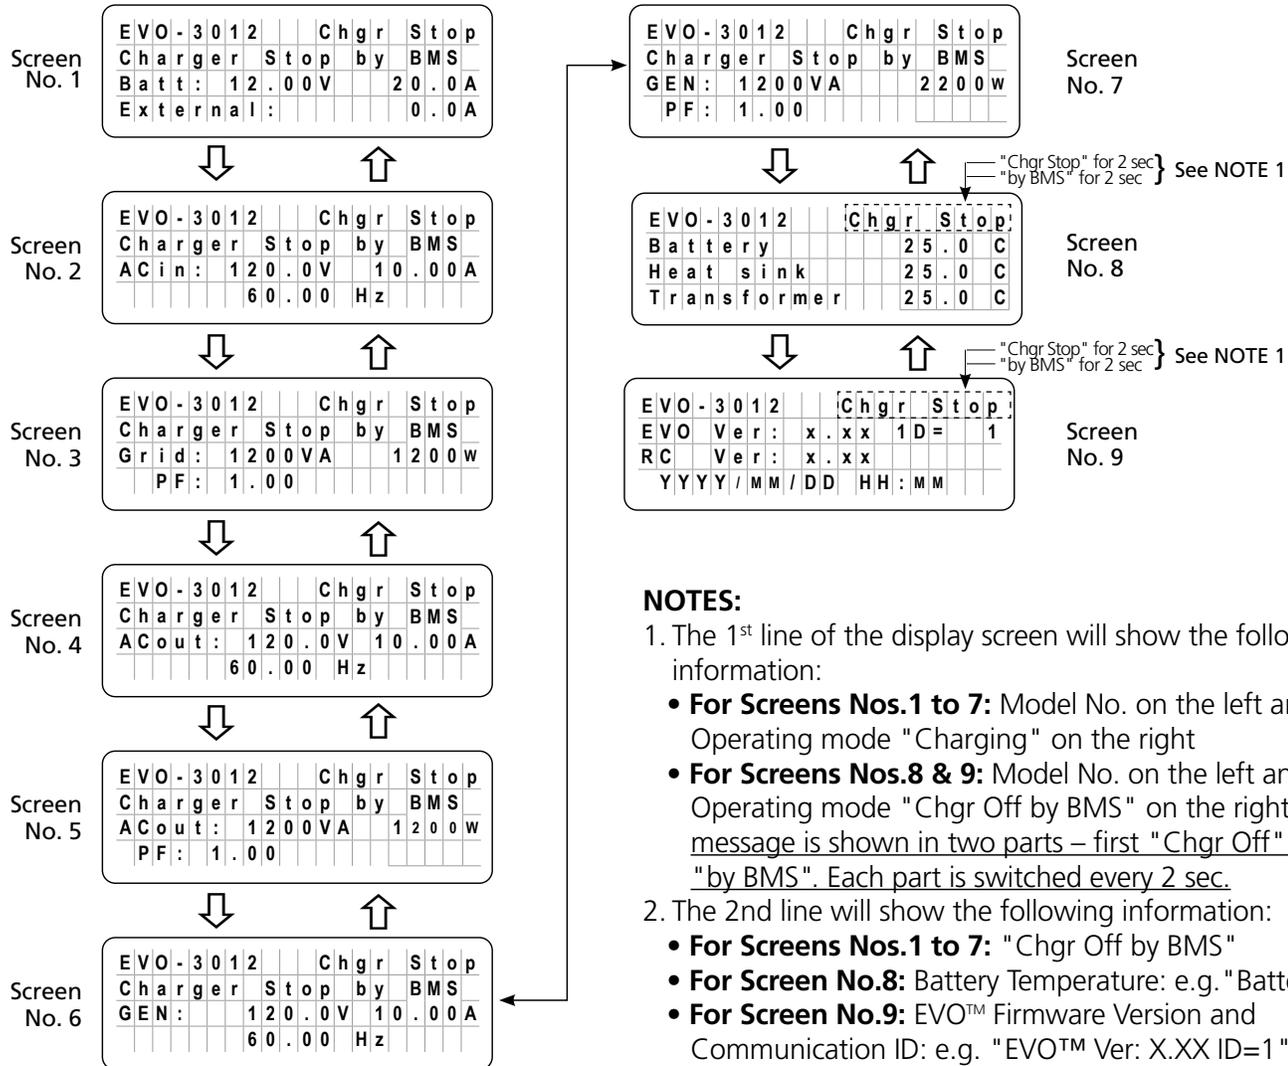 Screen
No. 1
EVO-3012 Chgr Stop
Charger Stop by BMS
Batt: 12.00V 20.0A
External: 0.0A
Screen
No. 2
EVO-3012 Chgr Stop
Charger Stop by BMS
ACin: 120.0V 10.00A
60.00 Hz
Screen
No. 3
EVO-3012 Chgr Stop
Charger Stop by BMS
Grid: 1200VA 1200W
PF: 1.00
Screen
No. 4
EVO-3012 Chgr Stop
Charger Stop by BMS
ACout: 120.0V 10.00A
60.00 Hz
Screen
No. 5
EVO-3012 Chgr Stop
Charger Stop by BMS
ACout: 1200VA 1200W
PF: 1.00
Screen
No. 6
EVO-3012 Chgr Stop
Charger Stop by BMS
GEN: 120.0V 10.00A
60.00 Hz
EVO-3012 Chgr Stop
Charger Stop by BMS
GEN: 1200VA 2200W
PF: 1.00
Screen
No. 7
"Chgr Stop" for 2 sec
"by BMS" for 2 sec
} See NOTE 1
EVO-3012 Chgr Stop
Battery 25.0 C
Heat sink 25.0 C
Transformer 25.0 C
Screen
No. 8
"Chgr Stop" for 2 sec
"by BMS" for 2 sec
} See NOTE 1
EVO-3012 Chgr Stop
EVO Ver: x.xx 1D= 1
RC Ver: x.xx
YYYY/MM/DD HH:MM
Screen
No. 9
NOTES:
1. The 1st line of the display screen will show the follo
information:
• For Screens Nos.1 to 7: Model No. on the left a
Operating mode "Charging" on the right
• For Screens Nos.8 & 9: Model No. on the left an
Operating mode "Chgr Off by BMS" on the right
message is shown in two parts – first "Chgr Off"
"by BMS". Each part is switched every 2 sec.
2. The 2nd line will show the following information:
• For Screens Nos.1 to 7: "Chgr Off by BMS"
• For Screen No.8: Battery Temperature: e.g."Batt
• For Screen No.9: EVO™ Firmware Version and
Communication ID: e.g. "EVO™ Ver: X.XX ID=1"